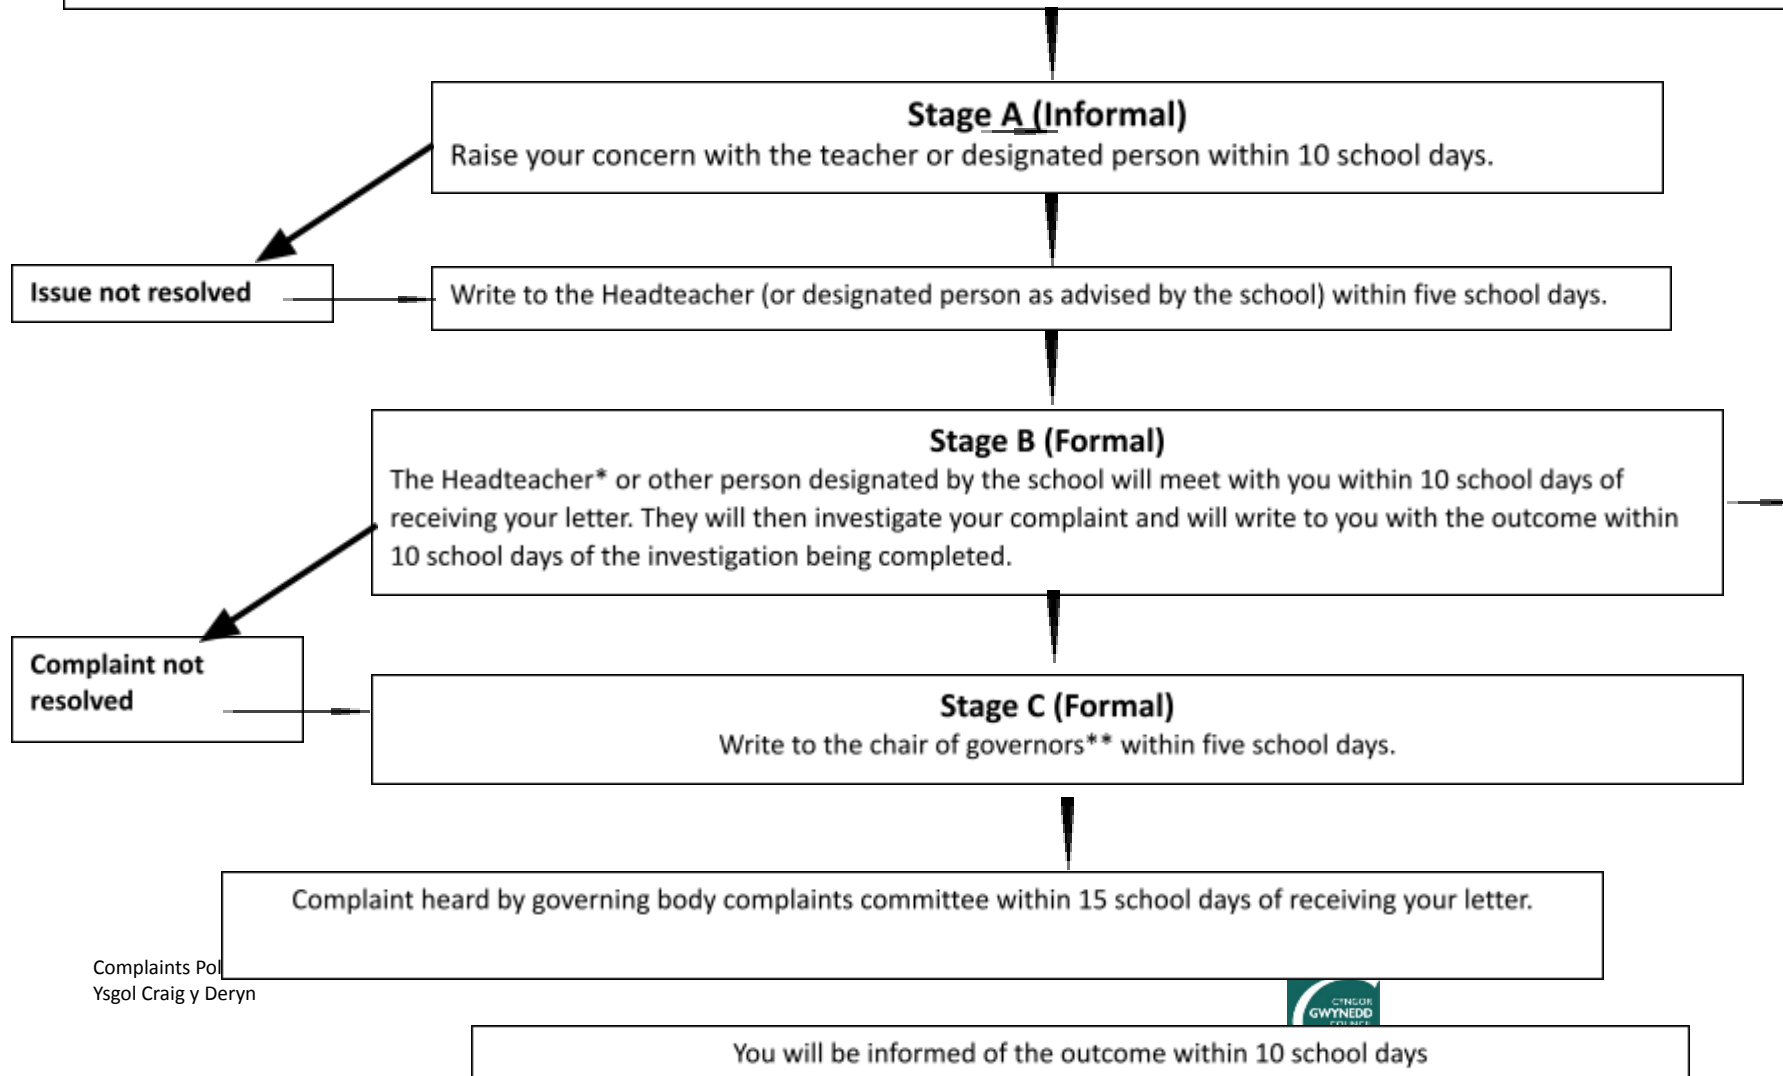 Stage A (Informal)
Raise your concern with the teacher or designated person within 10 school days.
Issue not resolved
Write to the Headteacher (or designated person as advised by the school) within five school days.
Stage B (Formal)
The Headteacher* or other person designated by the school will meet with you within 10 school days of
receiving your letter. They will then investigate your complaint and will write to you with the outcome within
10 school days of the investigation being completed.
Complaint not
resolved
Stage C (Formal)
Write to the chair of governors** within five school days.
Complaint heard by governing body complaints committee within 15 school days of receiving your letter.
Complaints Pol
Ysgol Craig y Deryn
CYNGOR
GWYNEDD
You will be informed of the outcome within 10 school days